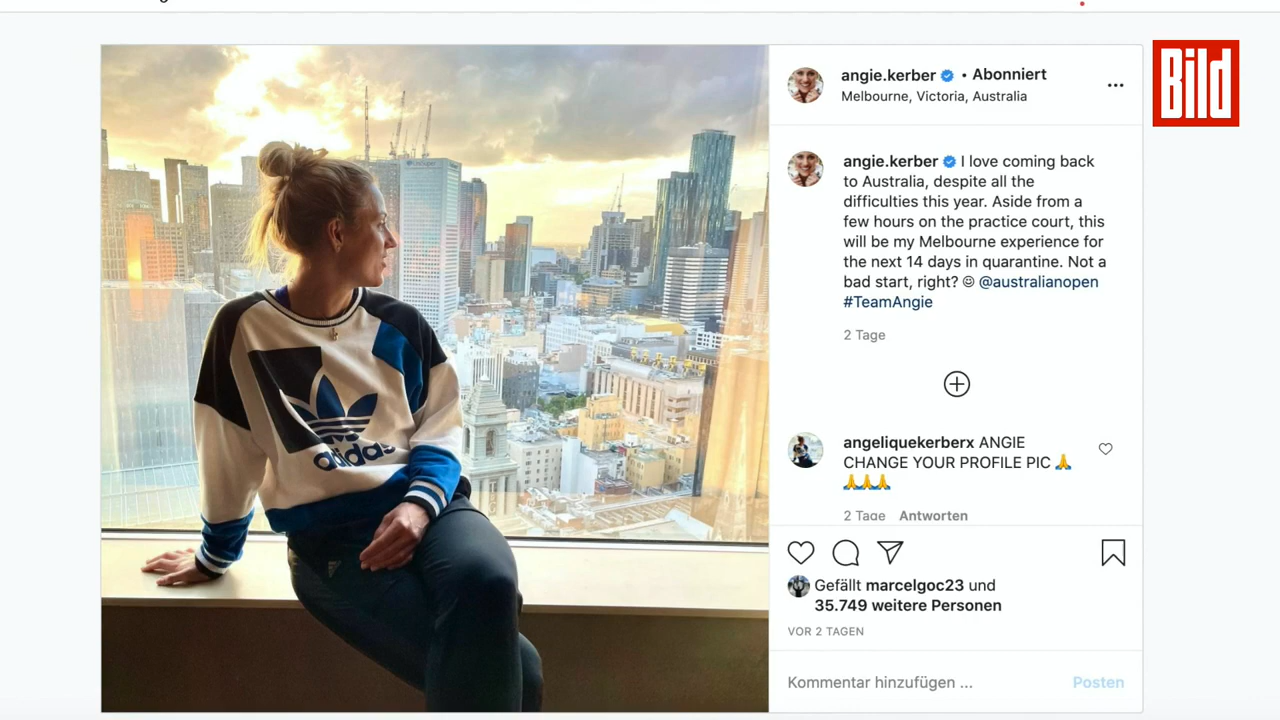 Bild
angie.kerber • Abonniert
Melbourne, Victoria, Australia
angie.kerber I love coming back
to Australia, despite all the
difficulties this year. Aside from a
few hours on the practice court, this
will be my Melbourne experience for
the next 14 days in quarantine. Not a
bad start, right? ☺ @australianopen
#TeamAngie
2 Tage
angeliquekerberx ANGIE
CHANGE YOUR PROFILE PIC 🙏
🙏🙏🙏
2 Tage Antworten
Gefällt marcelgoc23 und
35.749 weitere Personen
VOR 2 TAGEN
Kommentar hinzufügen ... Posten
adidas